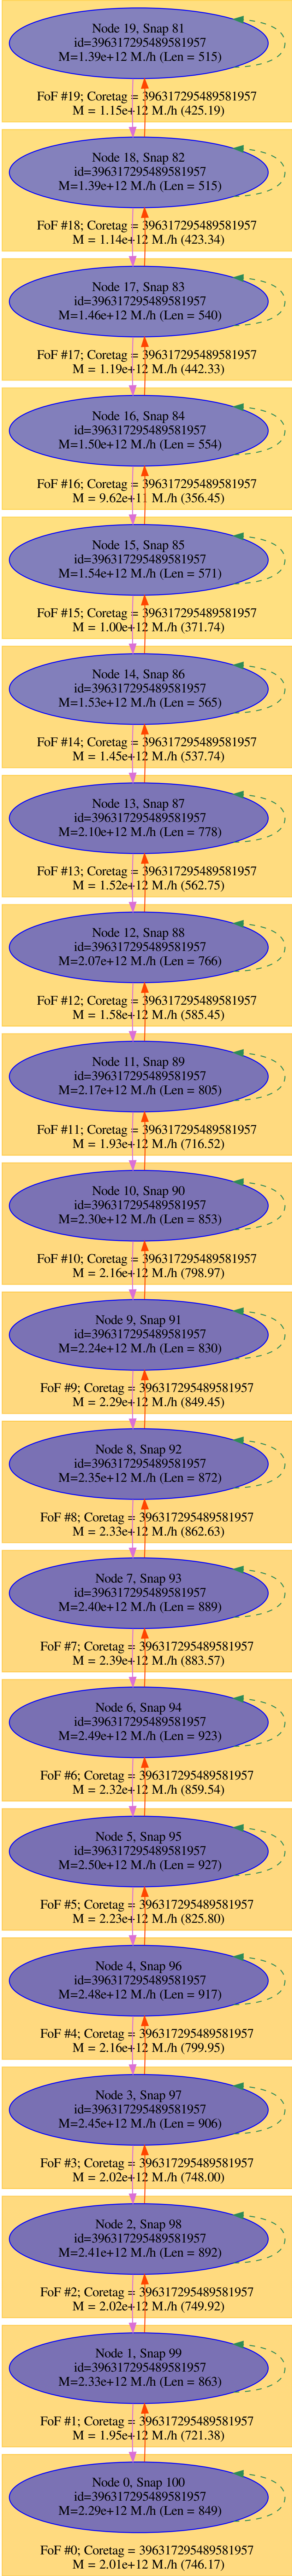 Node 19, Snap 81
id=396317295489581957
M=1.39e+12 M./h (Len = 515)
FoF #19; Coretag = 396317295489581957
M = 1.15e+12 M./h (425.19)
Node 18, Snap 82
id=396317295489581957
M=1.39e+12 M./h (Len = 515)
FoF #18; Coretag = 396317295489581957
M = 1.14e+12 M./h (423.34)
Node 17, Snap 83
id=396317295489581957
M=1.46e+12 M./h (Len = 540)
FoF #17; Coretag = 396317295489581957
M = 1.19e+12 M./h (442.33)
Node 16, Snap 84
id=396317295489581957
M=1.50e+12 M./h (Len = 554)
FoF #16; Coretag = 396317295489581957
M = 9.62e+11 M./h (356.45)
Node 15, Snap 85
id=396317295489581957
M=1.54e+12 M./h (Len = 571)
FoF #15; Coretag = 396317295489581957
M = 1.00e+12 M./h (371.74)
Node 14, Snap 86
id=396317295489581957
M=1.53e+12 M./h (Len = 565)
FoF #14; Coretag = 396317295489581957
M = 1.45e+12 M./h (537.74)
Node 13, Snap 87
id=396317295489581957
M=2.10e+12 M./h (Len = 778)
FoF #13; Coretag = 396317295489581957
M = 1.52e+12 M./h (562.75)
Node 12, Snap 88
id=396317295489581957
M=2.07e+12 M./h (Len = 766)
FoF #12; Coretag = 396317295489581957
M = 1.58e+12 M./h (585.45)
Node 11, Snap 89
id=396317295489581957
M=2.17e+12 M./h (Len = 805)
FoF #11; Coretag = 396317295489581957
M = 1.93e+12 M./h (716.52)
Node 10, Snap 90
id=396317295489581957
M=2.30e+12 M./h (Len = 853)
FoF #10; Coretag = 396317295489581957
M = 2.16e+12 M./h (798.97)
Node 9, Snap 91
id=396317295489581957
M=2.24e+12 M./h (Len = 830)
FoF #9; Coretag = 396317295489581957
M = 2.29e+12 M./h (849.45)
Node 8, Snap 92
id=396317295489581957
M=2.35e+12 M./h (Len = 872)
FoF #8; Coretag = 396317295489581957
M = 2.33e+12 M./h (862.63)
Node 7, Snap 93
id=396317295489581957
M=2.40e+12 M./h (Len = 889)
FoF #7; Coretag = 396317295489581957
M = 2.39e+12 M./h (883.57)
Node 6, Snap 94
id=396317295489581957
M=2.49e+12 M./h (Len = 923)
FoF #6; Coretag = 396317295489581957
M = 2.32e+12 M./h (859.54)
Node 5, Snap 95
id=396317295489581957
M=2.50e+12 M./h (Len = 927)
FoF #5; Coretag = 396317295489581957
M = 2.23e+12 M./h (825.80)
Node 4, Snap 96
id=396317295489581957
M=2.48e+12 M./h (Len = 917)
FoF #4; Coretag = 396317295489581957
M = 2.16e+12 M./h (799.95)
Node 3, Snap 97
id=396317295489581957
M=2.45e+12 M./h (Len = 906)
FoF #3; Coretag = 396317295489581957
M = 2.02e+12 M./h (748.00)
Node 2, Snap 98
id=396317295489581957
M=2.41e+12 M./h (Len = 892)
FoF #2; Coretag = 396317295489581957
M = 2.02e+12 M./h (749.92)
Node 1, Snap 99
id=396317295489581957
M=2.33e+12 M./h (Len = 863)
FoF #1; Coretag = 396317295489581957
M = 1.95e+12 M./h (721.38)
Node 0, Snap 100
id=396317295489581957
M=2.29e+12 M./h (Len = 849)
FoF #0; Coretag = 396317295489581957
M = 2.01e+12 M./h (746.17)